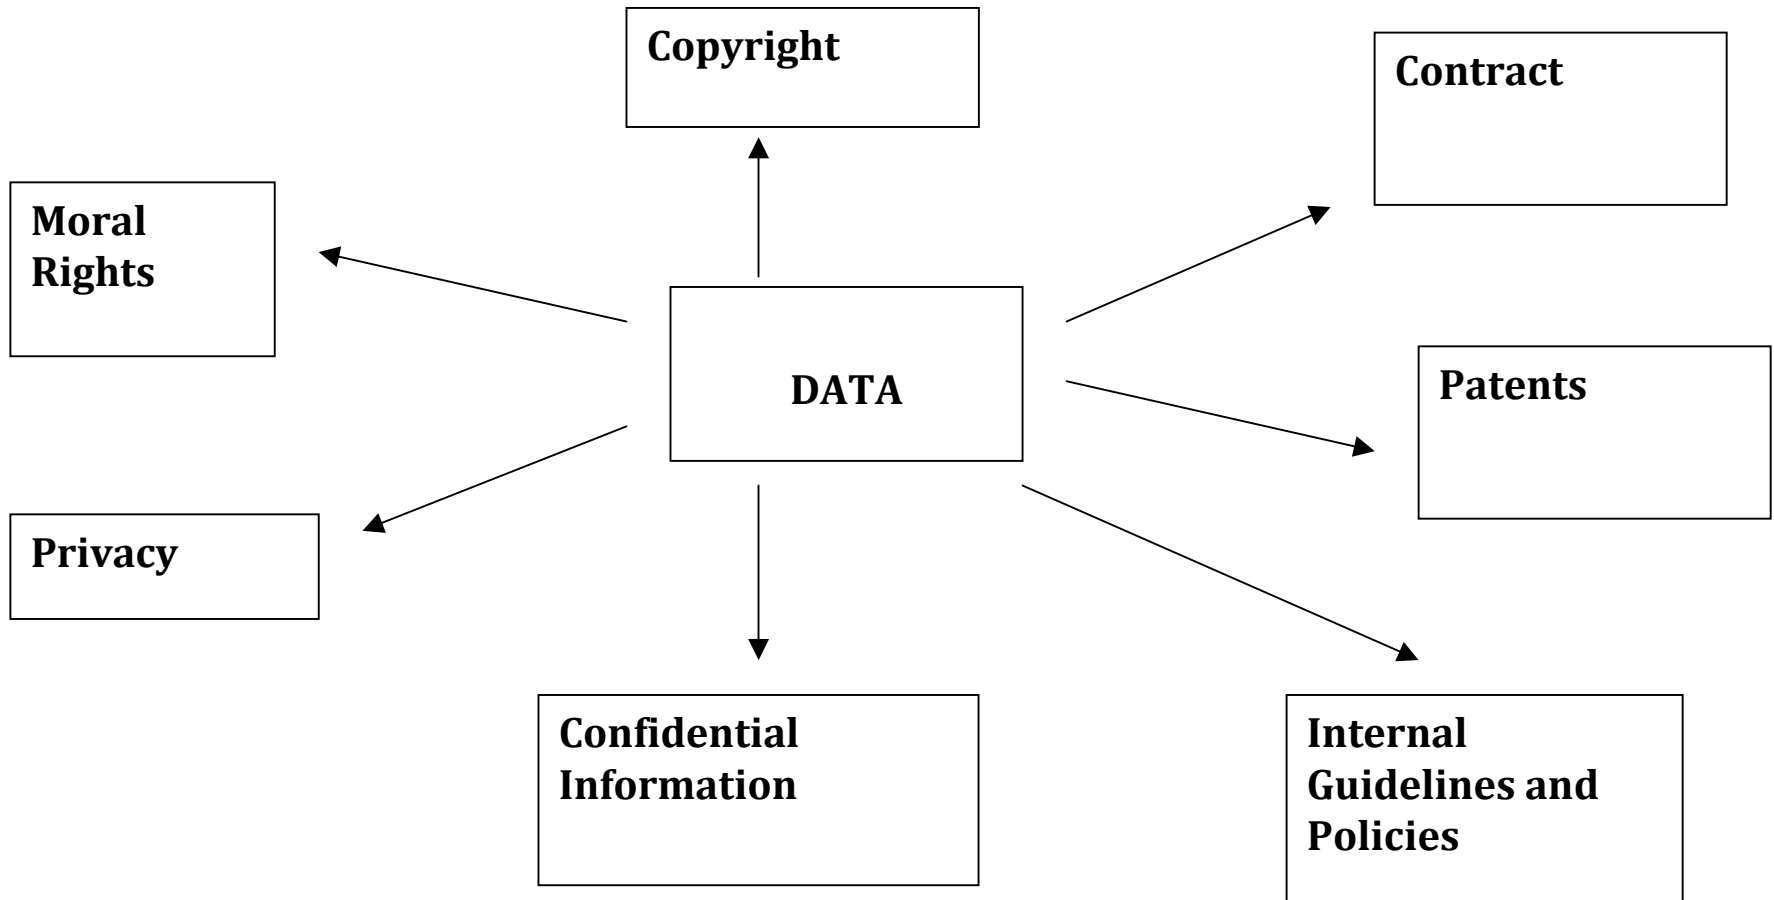 Copyright
Contract
Moral
Rights
DATA
Patents
Privacy
Confidential
Information
Internal
Guidelines and
Policies